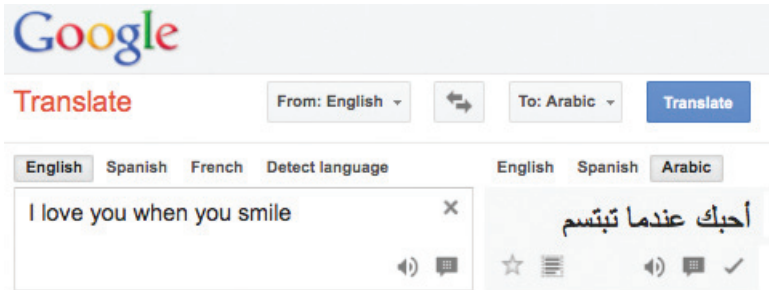 Google
Translate
From: English
To: Arabic
Translate
English Spanish French Detect language
English Spanish Arabic
I love you when you smile
أحبك عندما تبتسم